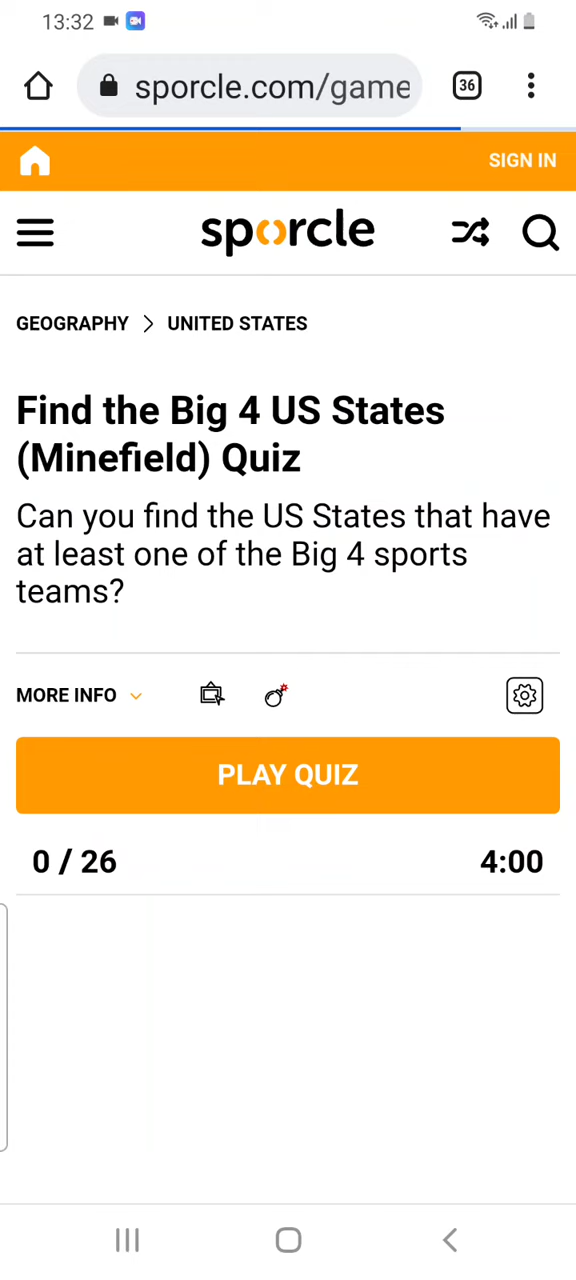 13:32
sporcle.com/game
36
SIGN IN
sporcle
GEOGRAPHY > UNITED STATES
Find the Big 4 US States
(Minefield) Quiz
Can you find the US States that have
at least one of the Big 4 sports
teams?
MORE INFO
PLAY QUIZ
0 / 26
4:00